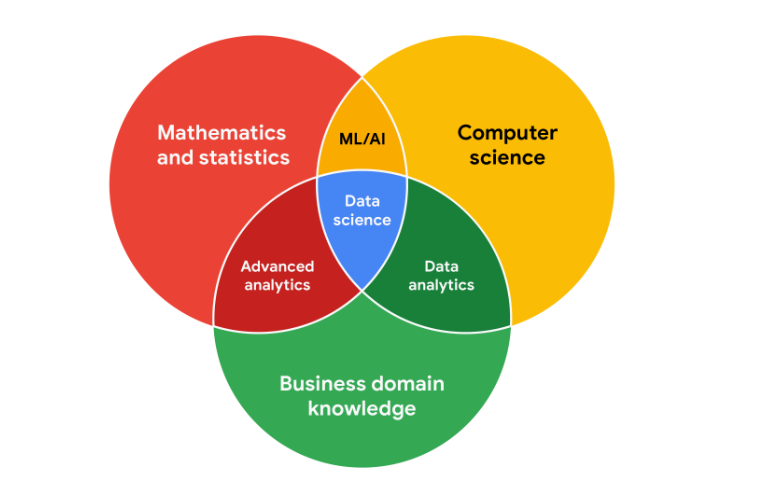 Mathematics
and statistics
ML/AI
Computer
science
Data
science
Advanced
analytics
Data
analytics
Business domain
knowledge